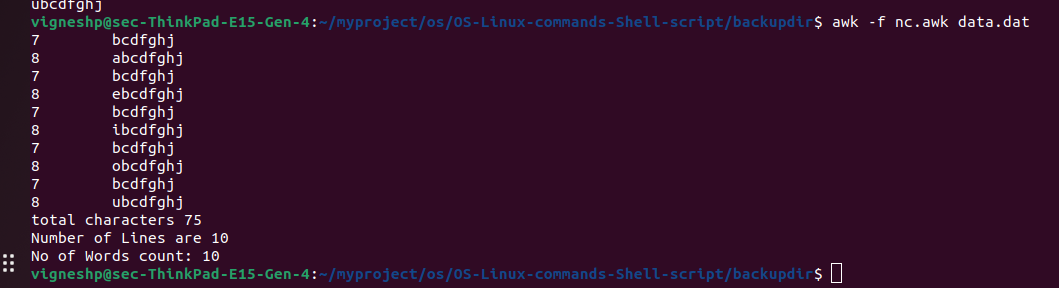 ubcdfghj
vigneshp@sec-ThinkPad-E15-Gen-4:~/myproject/os/OS-Linux-commands-Shell-script/backupdir$ awk -f nc.awk data.dat
7 bcdfghj
8 abcdfghj
7 bcdfghj
8 ebcdfghj
7 bcdfghj
8 ibcdfghj
7 bcdfghj
8 obcdfghj
7 bcdfghj
8 ubcdfghj
total characters 75
Number of Lines are 10
No of Words count: 10
vigneshp@sec-ThinkPad-E15-Gen-4:~/myproject/os/OS-Linux-commands-Shell-script/backupdir$